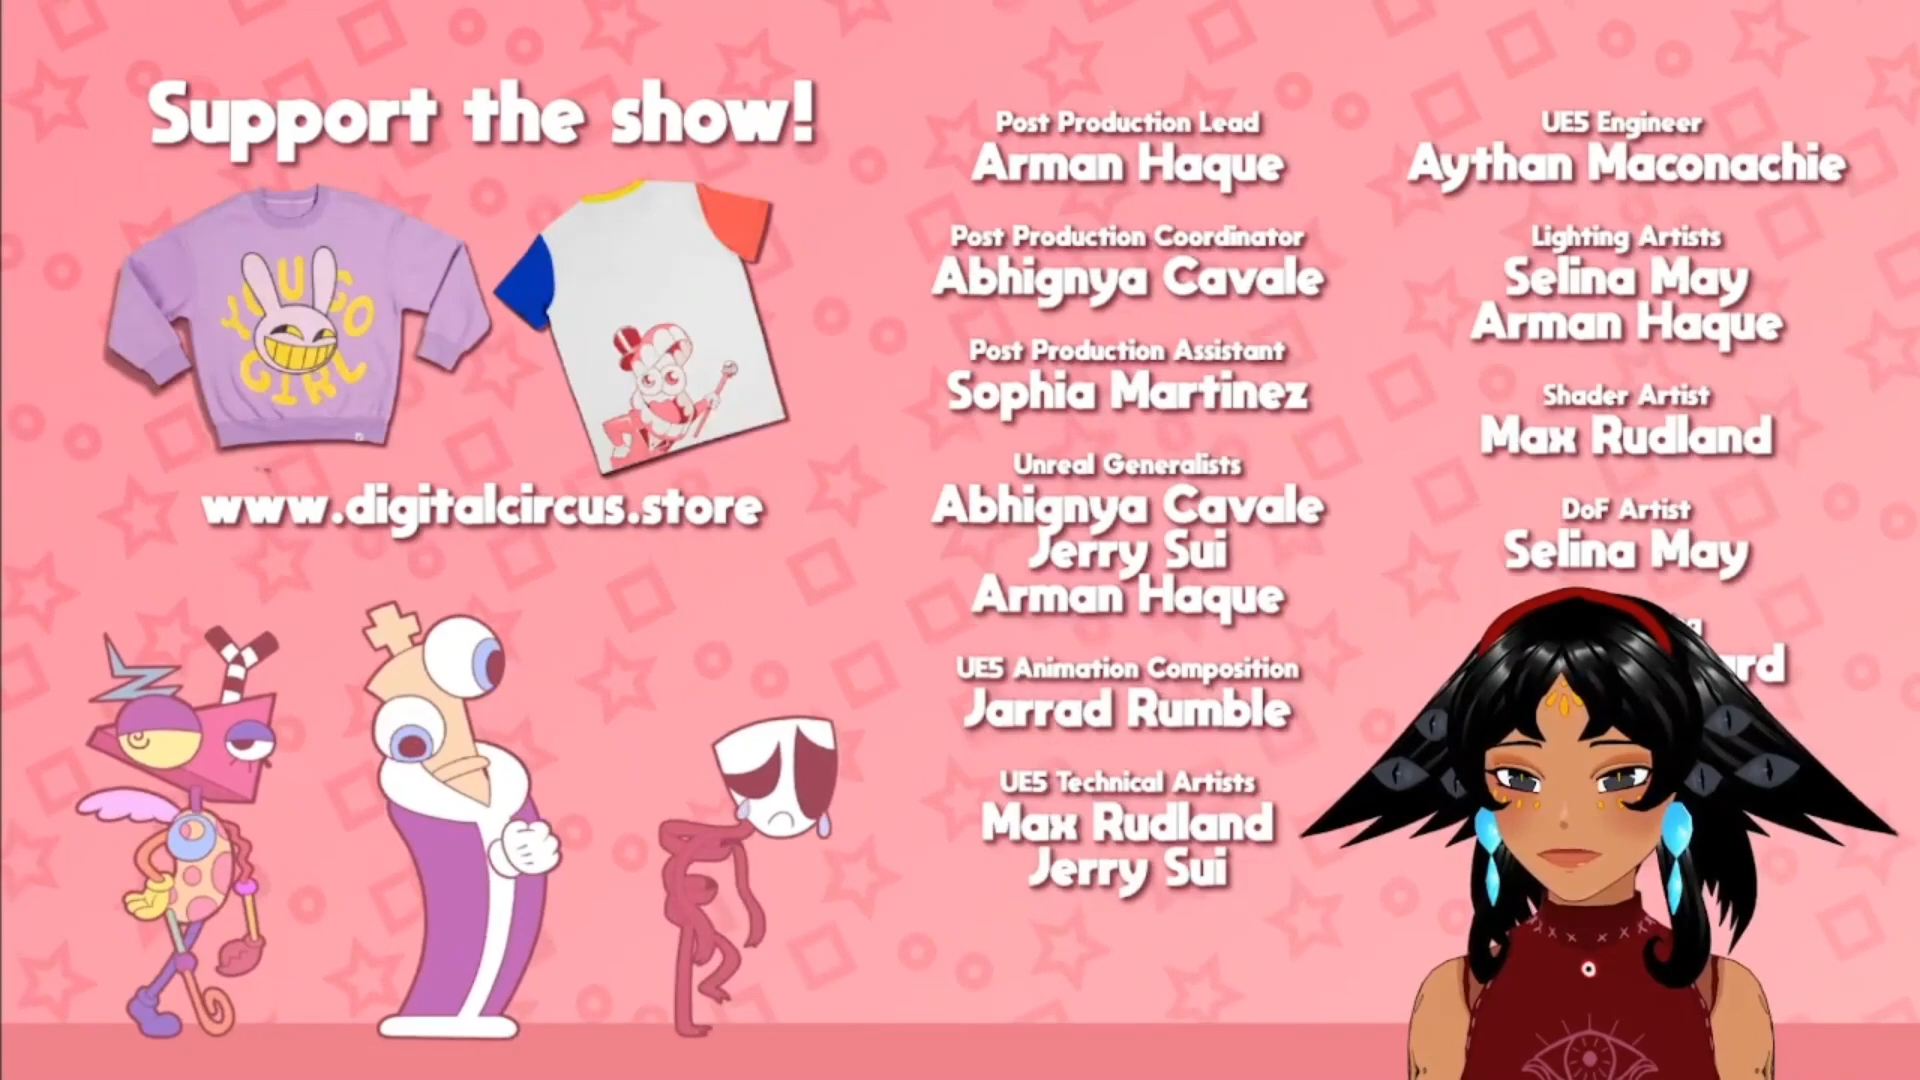 Support the show!
YOU GO
GIRL
www.digitalcircus.store
Post Production Lead
Arman Haque
Post Production Coordinator
Abhignya Cavale
Post Production Assistant
Sophia Martinez
Unreal Generalists
Abhignya Cavale
Jerry Sui
Arman Haque
UE5 Animation Composition
Jarrad Rumble
UE5 Technical Artists
Max Rudland
Jerry Sui
UE5 Engineer
Aythan Maconachie
Lighting Artists
Selina May
Arman Haque
Shader Artist
Max Rudland
DoF Artist
Selina May